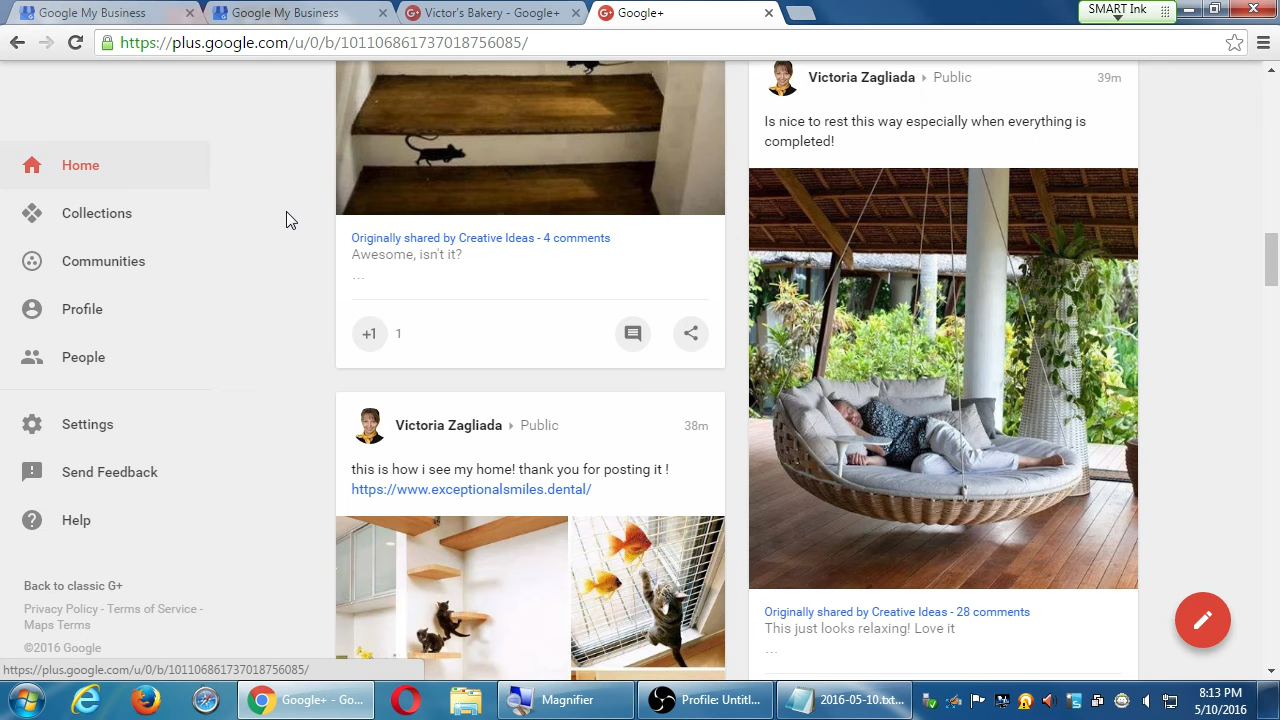 Google My Business
Google My Business
Victor's Bakery - Google+
Google+
SMART Ink
https://plus.google.com/u/0/b/101106861737018756085/
Home
Collections
Communities
Profile
People
Settings
Send Feedback
Help
Back to classic G+
Privacy Policy - Terms of Service -
Maps Terms
©2016 Google
https://plus.google.com/u/0/b/101106861737018756085/
Originally shared by Creative Ideas - 4 comments
Awesome, isn't it?
...
+1 1
Victoria Zagliada Public 38m
this is how i see my home! thank you for posting it !
https://www.exceptionalsmiles.dental/
Victoria Zagliada Public 39m
Is nice to rest this way especially when everything is
completed!
Originally shared by Creative Ideas - 28 comments
This just looks relaxing! Love it
...
Google+ - Go...
Magnifier
Profile: Untitl...
2016-05-10.txt...
8:13 PM
5/10/2016